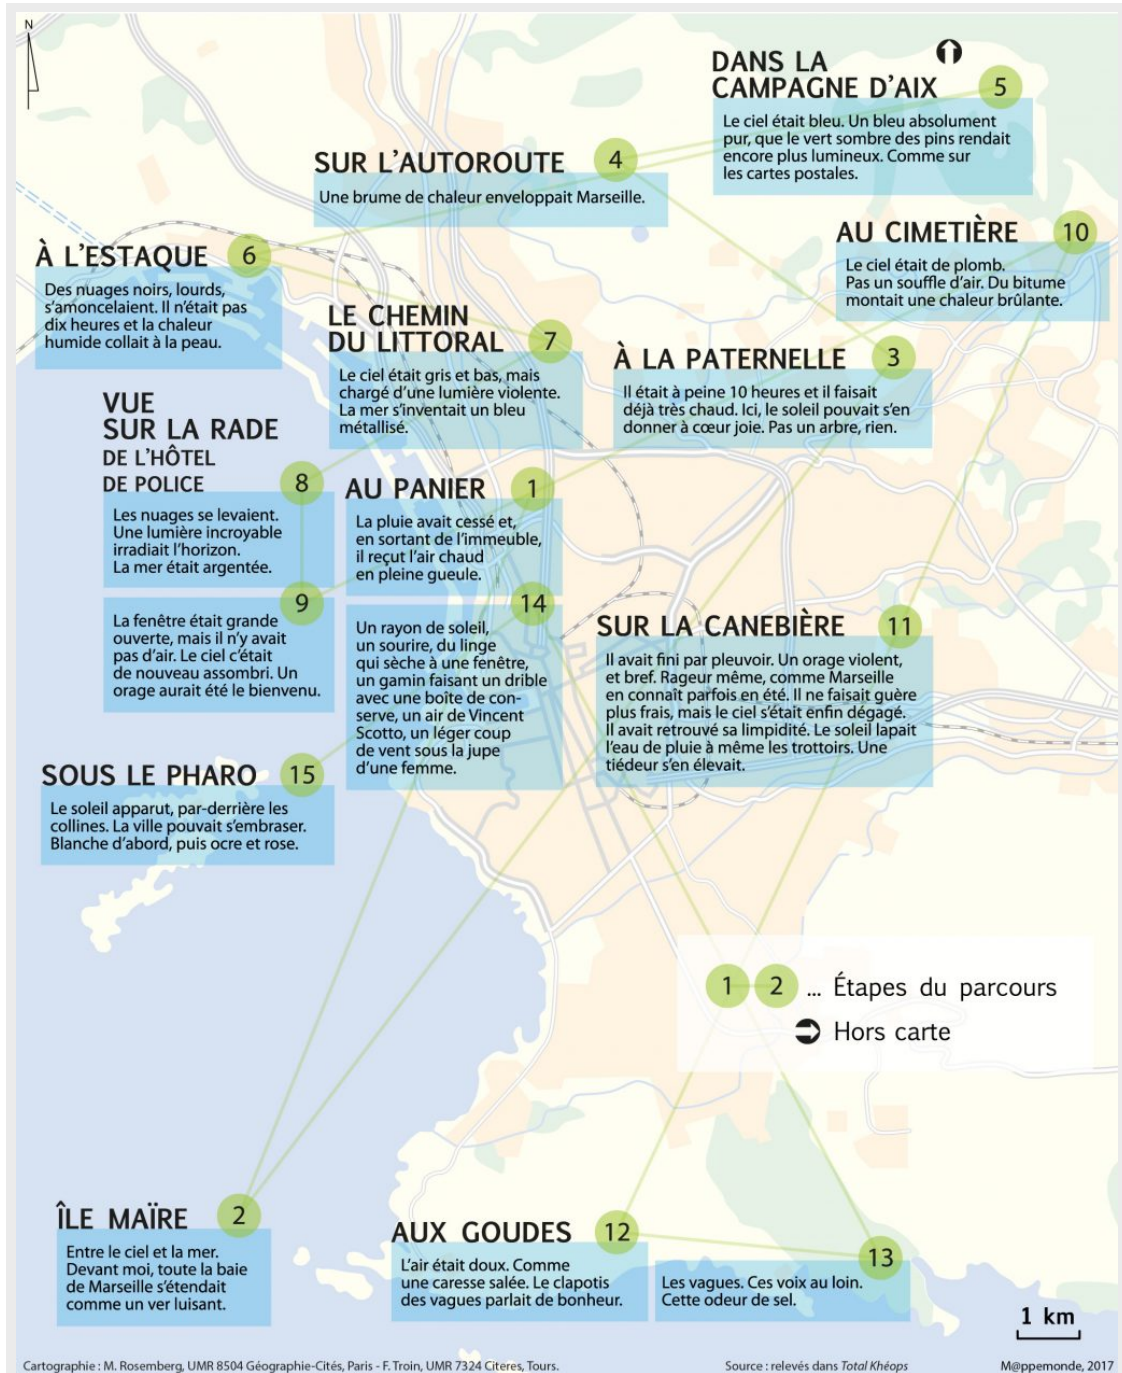 N
DANS LA
CAMPAGNE D'AIX
5
Le ciel était bleu. Un bleu absolument
pur, que le vert sombre des pins rendait
encore plus lumineux. Comme sur
les cartes postales.
SUR L'AUTOROUTE
4
Une brume de chaleur enveloppait Marseille.
AU CIMETIÈRE
10
Le ciel était de plomb.
Pas un souffle d'air. Du bitume
montait une chaleur brûlante.
À L'ESTAQUE
6
Des nuages noirs, lourds,
s'amoncelaient. Il n'était pas
dix heures et la chaleur
humide collait à la peau.
LE CHEMIN
DU LITTORAL
7
Le ciel était gris et bas, mais
chargé d'une lumière violente.
La mer s'inventait un bleu
métallisé.
À LA PATERNELLE
3
Il était à peine 10 heures et il faisait
déjà très chaud. Ici, le soleil pouvait s'en
donner à cœur joie. Pas un arbre, rien.
VUE
SUR LA RADE
DE L'HÔTEL
DE POLICE
8
Les nuages se levaient.
Une lumière incroyable
irradiait l'horizon.
La mer était argentée.
9
La fenêtre était grande
ouverte, mais il n'y avait
pas d'air. Le ciel c'était
de nouveau assombri. Un
orage aurait été le bienvenu.
AU PANIER
1
La pluie avait cessé et,
en sortant de l'immeuble,
il reçut l'air chaud
en pleine gueule.
14
Un rayon de soleil,
un sourire, du linge
qui sèche à une fenêtre,
un gamin faisant un drible
avec une boîte de con-
serve, un air de Vincent
Scotto, un léger coup
de vent sous la jupe
d'une femme.
SUR LA CANEBIÈRE
11
Il avait fini par pleuvoir. Un orage violent,
et bref. Rageur même, comme Marseille
en connaît parfois en été. Il ne faisait guère
plus frais, mais le ciel s'était enfin dégagé.
Il avait retrouvé sa limpidité. Le soleil lapait
l'eau de pluie à même les trottoirs. Une
tiédeur s'en élevait.
SOUS LE PHARO
15
Le soleil apparut, par-derrière les
collines. La ville pouvait s'embraser.
Blanche d'abord, puis ocre et rose.
1 2 ... Étapes du parcours
Hors carte
ÎLE MAÏRE
2
Entre le ciel et la mer.
Devant moi, toute la baie
de Marseille s'étendait
comme un ver luisant.
AUX GOUDES
12
L'air était doux. Comme
une caresse salée. Le clapotis
des vagues parlait de bonheur.
13
Les vagues. Ces voix au loin.
Cette odeur de sel.
1 km
Cartographie : M. Rosemberg, UMR 8504 Géographie-Cités, Paris - F. Troin, UMR 7324 Citeres, Tours.
Source : relevés dans Total Khéops
M@ppemonde, 2017